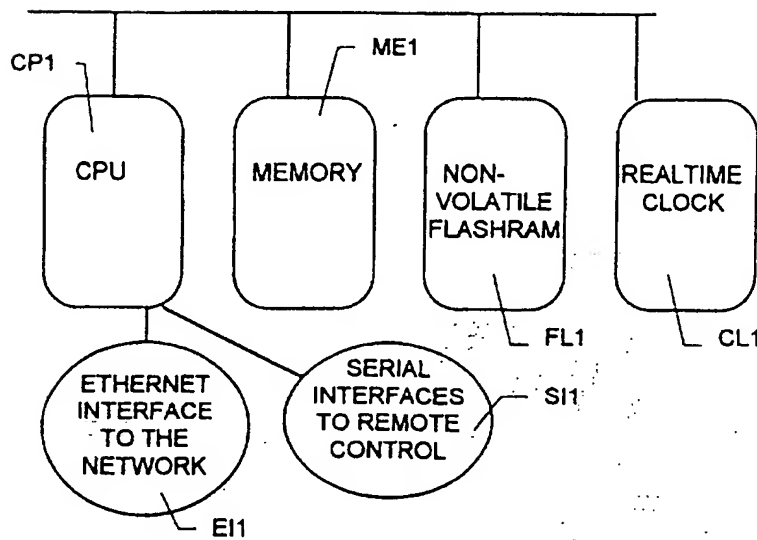 CP1
ME1
CPU
MEMORY
NON-
VOLATILE
FLASHRAM
REALTIME
CLOCK
FL1
CL1
ETHERNET
INTERFACE
TO THE
NETWORK
SERIAL
INTERFACES
TO REMOTE
CONTROL
SI1
EI1